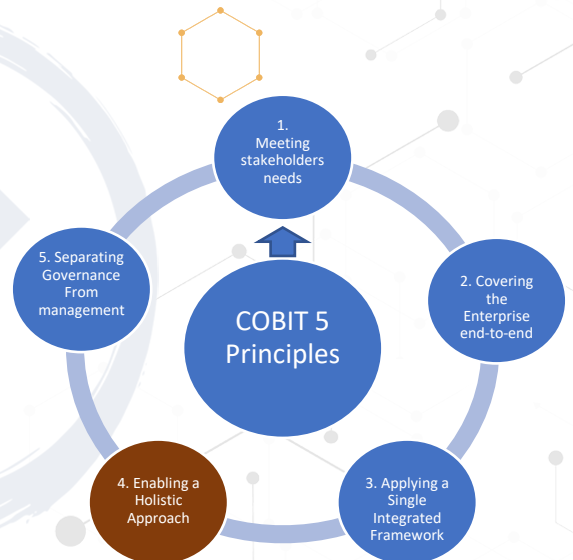 1.
Meeting
stakeholders
needs
2. Covering
the
Enterprise
end-to-end
3. Applying a
Single
Integrated
Framework
4. Enabling a
Holistic
Approach
5. Separating
Governance
From
management
COBIT 5
Principles